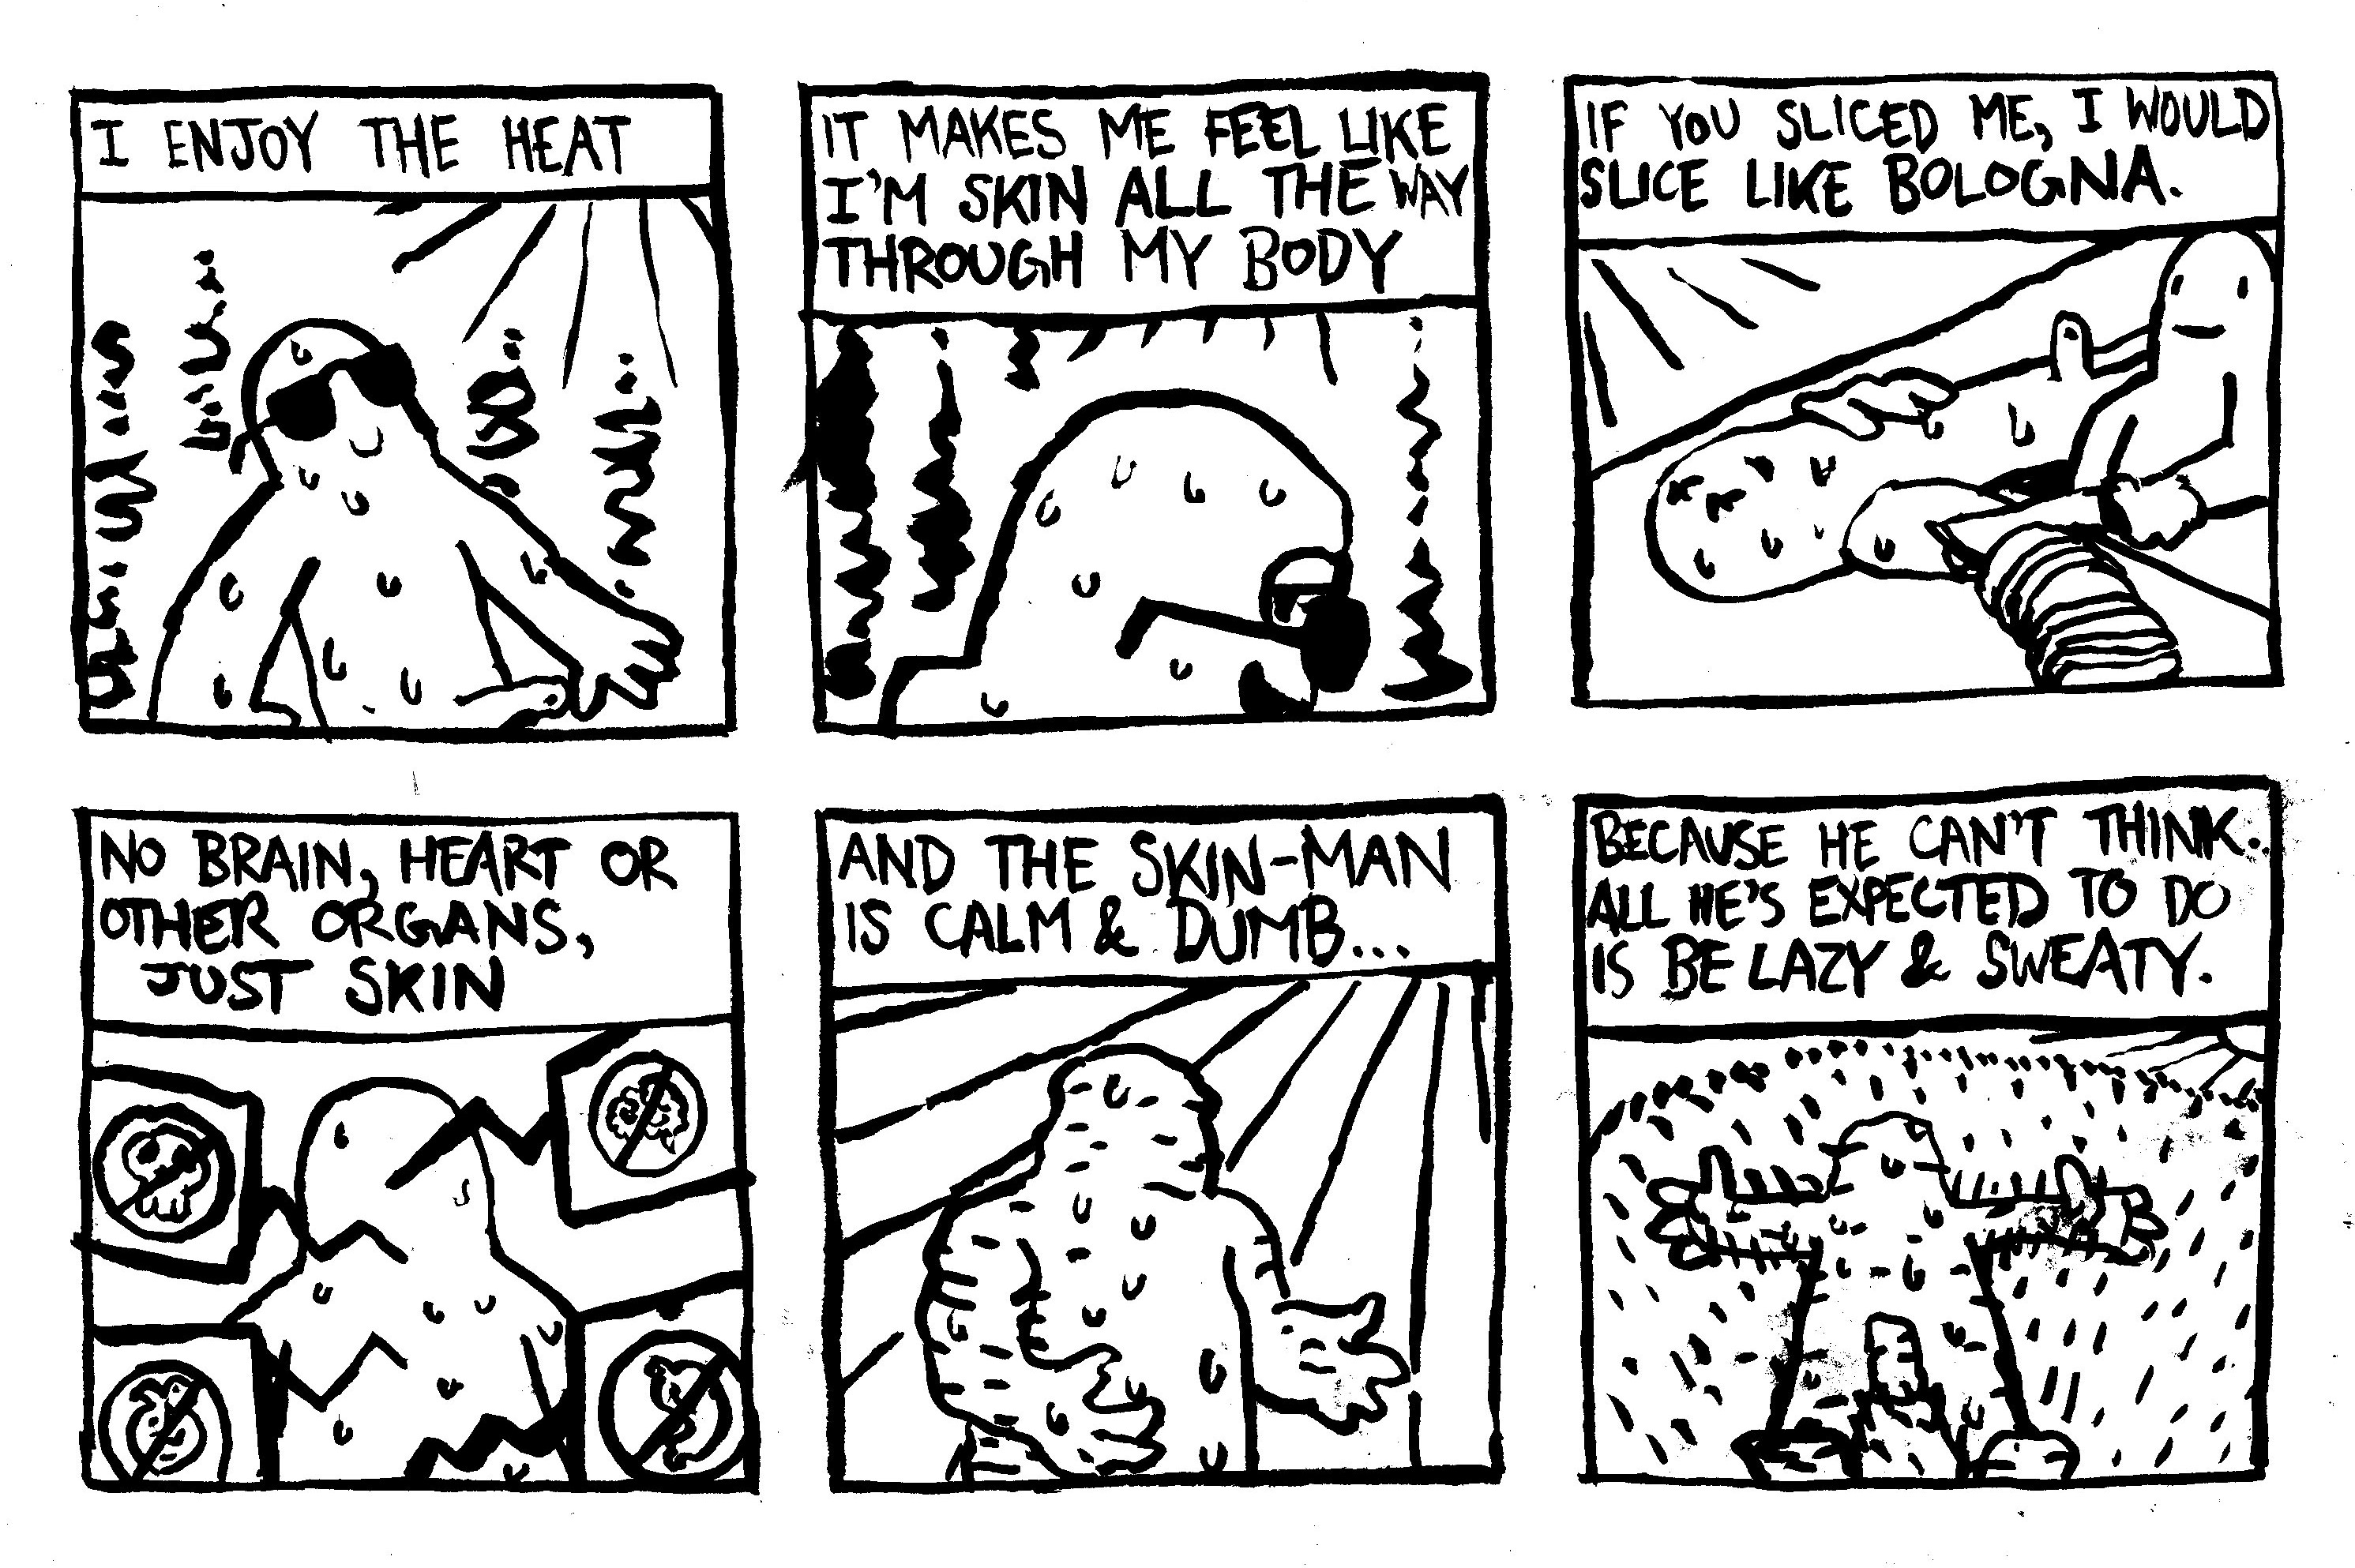 I ENJOY THE HEAT
IT MAKES ME FEEL LIKE
I'M SKIN ALL THE WAY
THROUGH MY BODY
IF YOU SLICED ME, I WOULD
SLICE LIKE BOLOGNA.
NO BRAIN, HEART OR
OTHER ORGANS,
JUST SKIN
AND THE SKIN-MAN
IS CALM & DUMB...
BECAUSE HE CAN'T THINK.
ALL HE'S EXPECTED TO DO
IS BE LAZY & SWEATY.